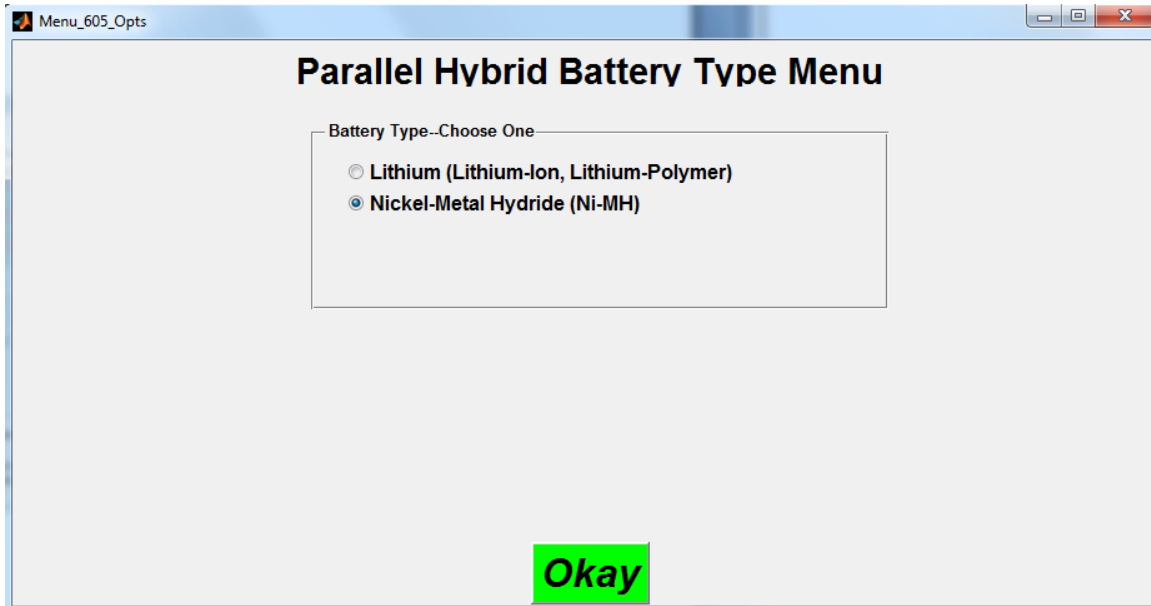 Menu_605_Opts
Parallel Hybrid Battery Type Menu
Battery Type--Choose One
Lithium (Lithium-Ion, Lithium-Polymer)
Nickel-Metal Hydride (Ni-MH)
Okay